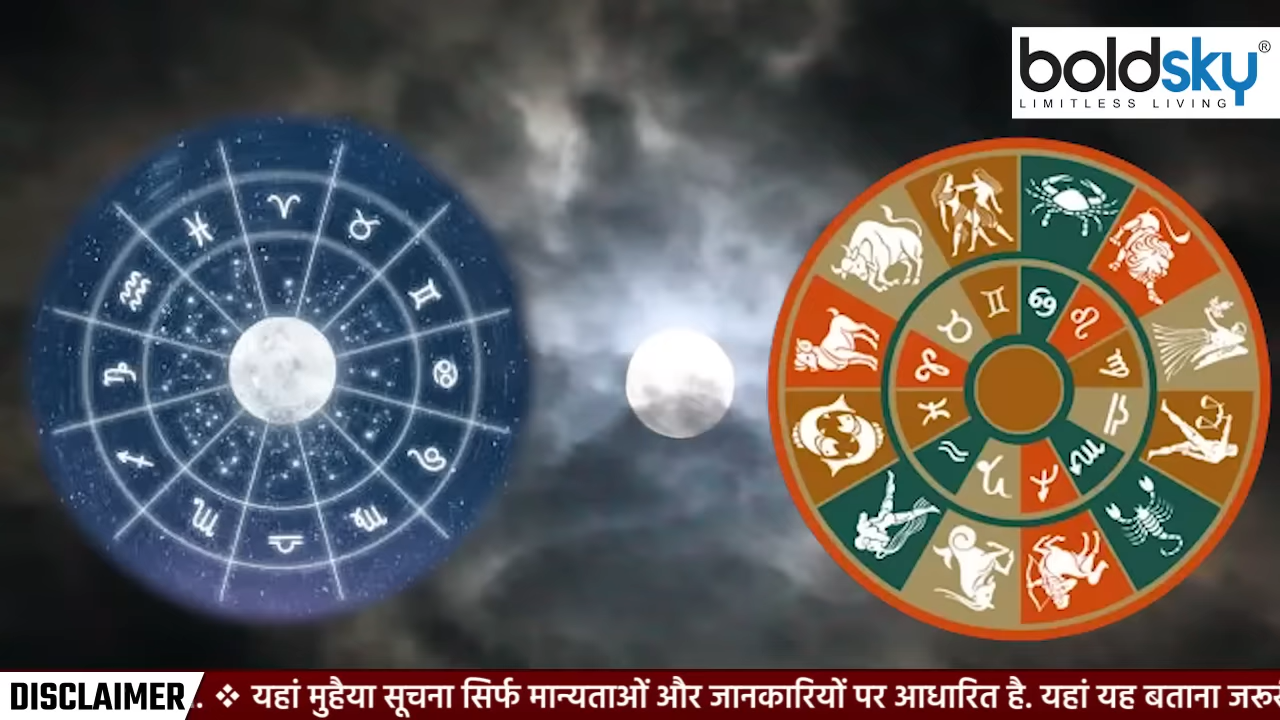 boldsky®
LIMITLESS LIVING
DISCLAIMER
. ❖ यहां मुहैया सूचना सिर्फ मान्यताओं और जानकारियों पर आधारित है. यहां यह बताना